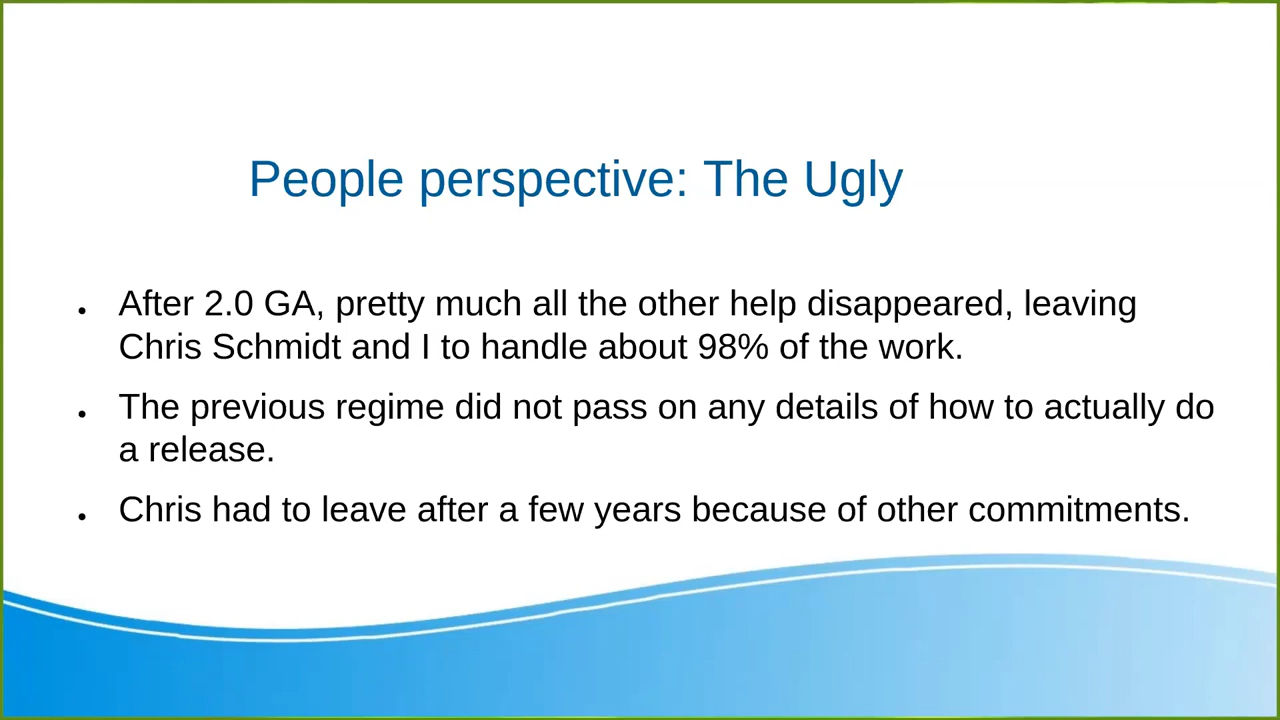 People perspective: The Ugly
• After 2.0 GA, pretty much all the other help disappeared, leaving
Chris Schmidt and I to handle about 98% of the work.
• The previous regime did not pass on any details of how to actually do
a release.
• Chris had to leave after a few years because of other commitments.